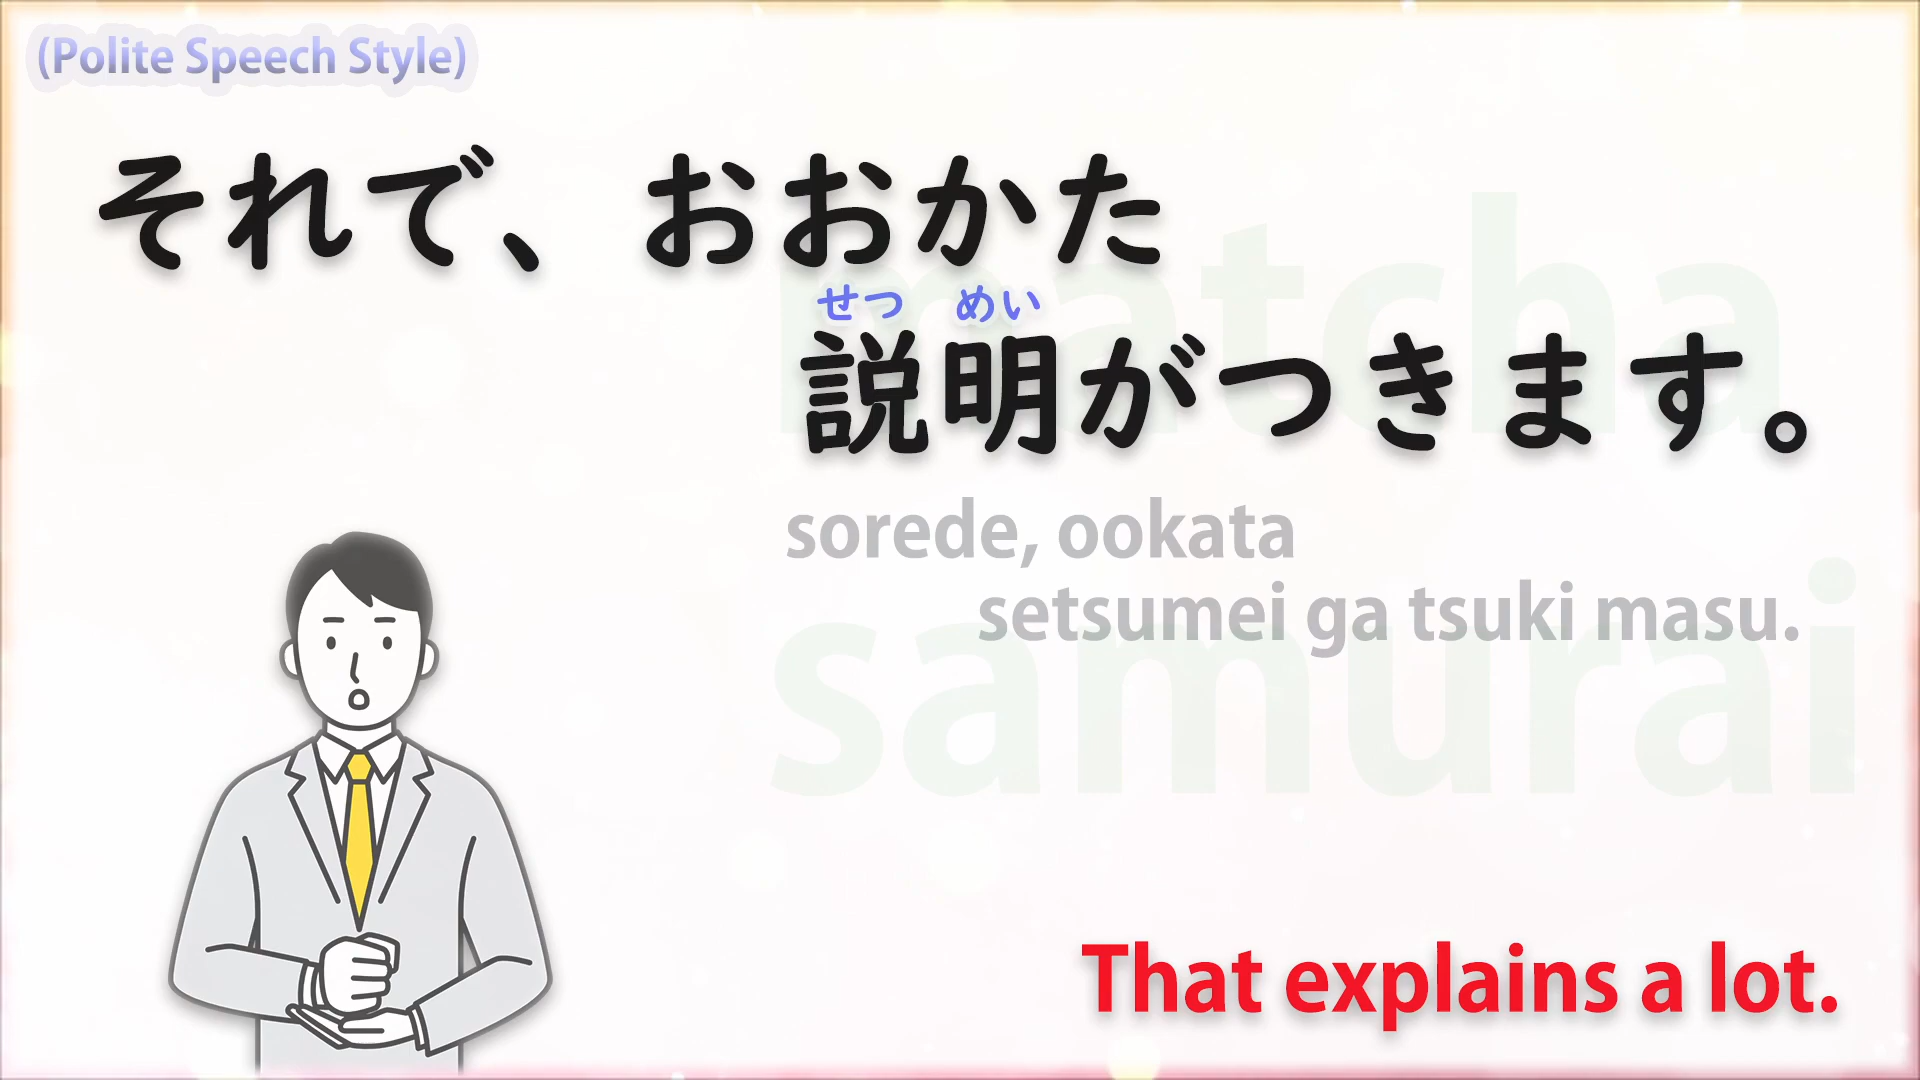 (Polite Speech Style)
それで、おおかた
せつ めい
説明がつきます。
sorede, ookata
setsumei ga tsuki masu.
matcha
samurai
That explains a lot.